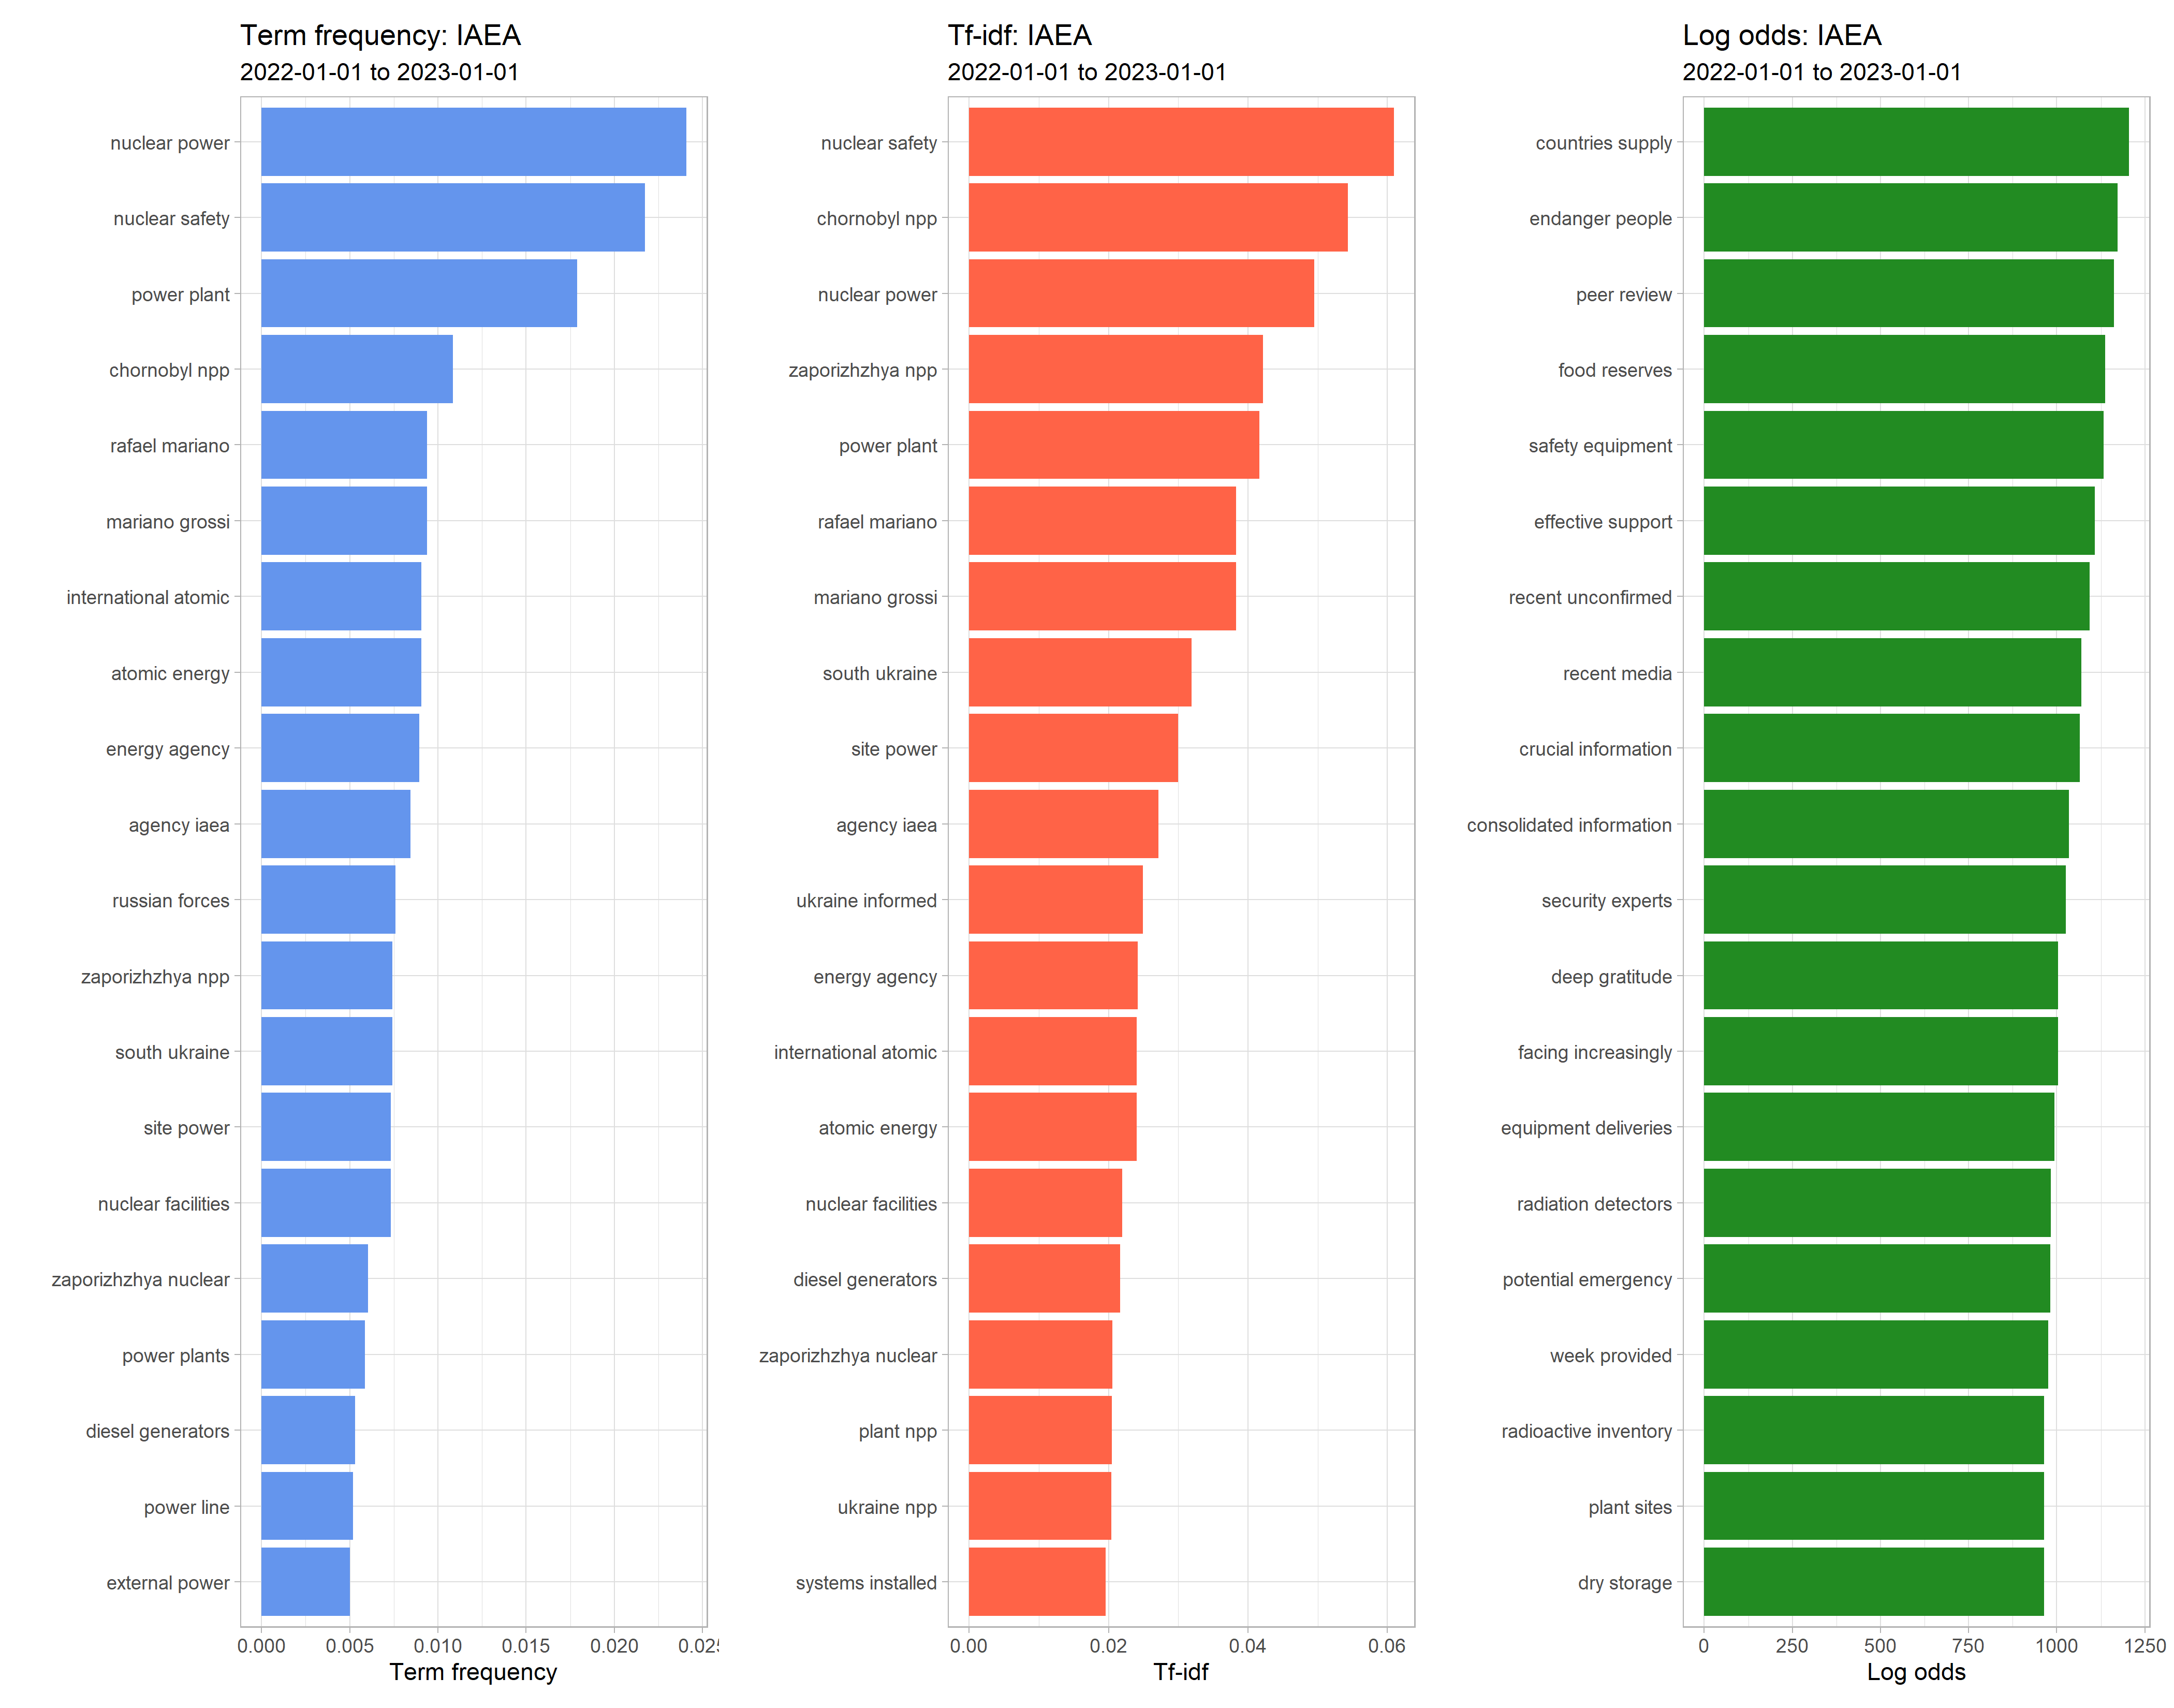 Term frequency: IAEA
2022-01-01 to 2023-01-01
nuclear power
nuclear safety
power plant
chornobyl npp
rafael mariano
mariano grossi
international atomic
atomic energy
energy agency
agency iaea
russian forces
zaporizhzhya npp
south ukraine
site power
nuclear facilities
zaporizhzhya nuclear
power plants
diesel generators
power line
external power
0.000 0.005 0.010 0.015 0.020 0.025
Term frequency
Tf-idf: IAEA
2022-01-01 to 2023-01-01
nuclear safety
chornobyl npp
nuclear power
zaporizhzhya npp
power plant
rafael mariano
mariano grossi
south ukraine
site power
agency iaea
ukraine informed
energy agency
international atomic
atomic energy
nuclear facilities
diesel generators
zaporizhzhya nuclear
plant npp
ukraine npp
systems installed
0.00 0.02 0.04 0.06
Tf-idf
Log odds: IAEA
2022-01-01 to 2023-01-01
countries supply
endanger people
peer review
food reserves
safety equipment
effective support
recent unconfirmed
recent media
crucial information
consolidated information
security experts
deep gratitude
facing increasingly
equipment deliveries
radiation detectors
potential emergency
week provided
radioactive inventory
plant sites
dry storage
0 250 500 750 1000 1250
Log odds